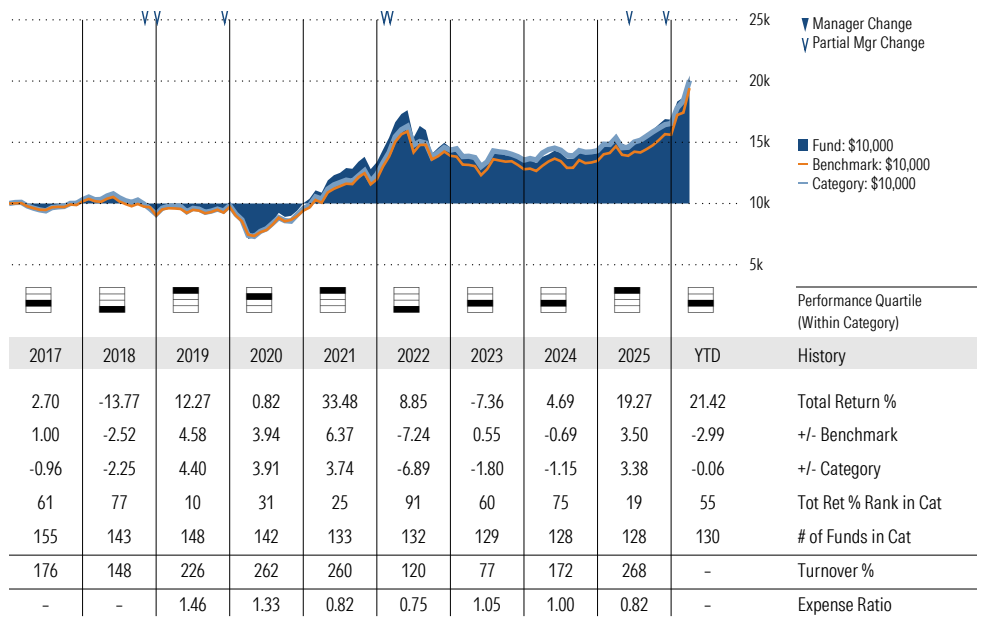 25k
Manager Change
Partial Mgr Change
20k
15k
Fund: $10,000
Benchmark: $10,000
Category: $10,000
10k
5k
Performance Quartile
(Within Category)
2017 2018 2019 2020 2021 2022 2023 2024 2025 YTD History
2.70 -13.77 12.27 0.82 33.48 8.85 -7.36 4.69 19.27 21.42 Total Return %
1.00 -2.52 4.58 3.94 6.37 -7.24 0.55 -0.69 3.50 -2.99 +/- Benchmark
-0.96 -2.25 4.40 3.91 3.74 -6.89 -1.80 -1.15 3.38 -0.06 +/- Category
61 77 10 31 25 91 60 75 19 55 Tot Ret % Rank in Cat
155 143 148 142 133 132 129 128 128 130 # of Funds in Cat
176 148 226 262 260 120 77 172 268 – Turnover %
– – 1.46 1.33 0.82 0.75 1.05 1.00 0.82 – Expense Ratio